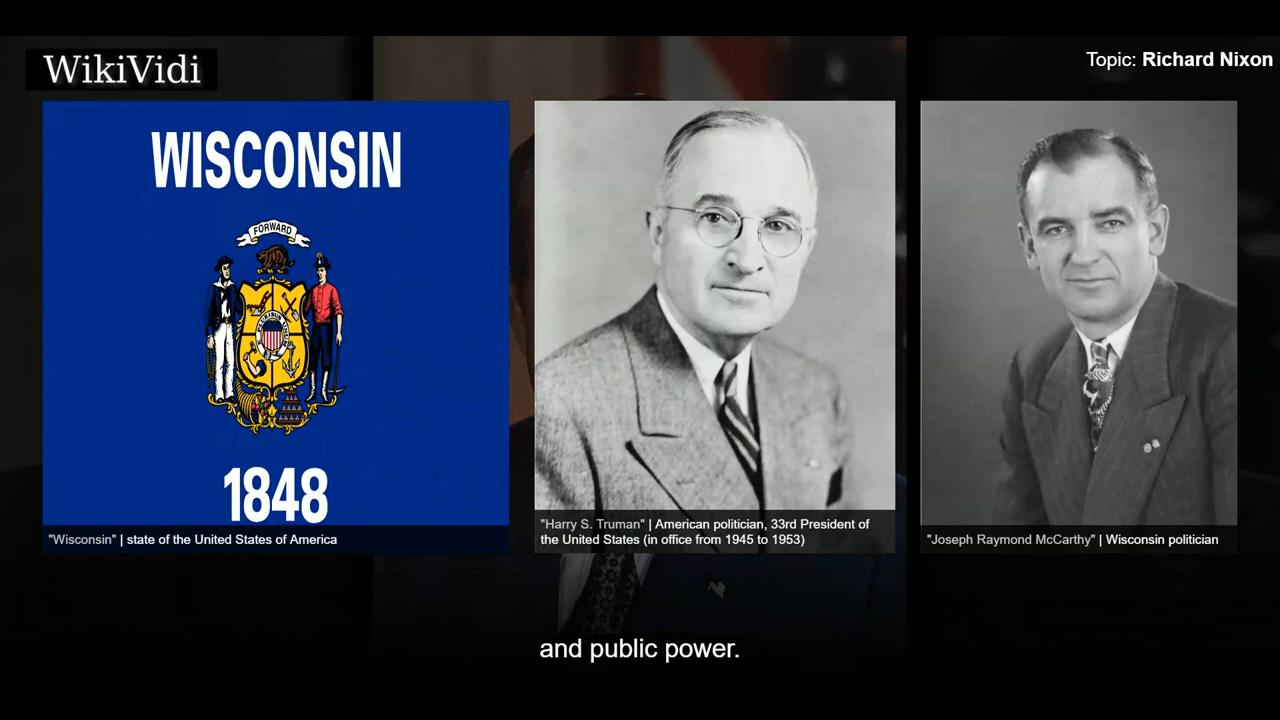 WikiVidi
Topic: Richard Nixon
WISCONSIN
FORWARD
1848
"Wisconsin" | state of the United States of America
"Harry S. Truman" | American politician, 33rd President of
the United States (in office from 1945 to 1953)
"Joseph Raymond McCarthy" | Wisconsin politician
and public power.